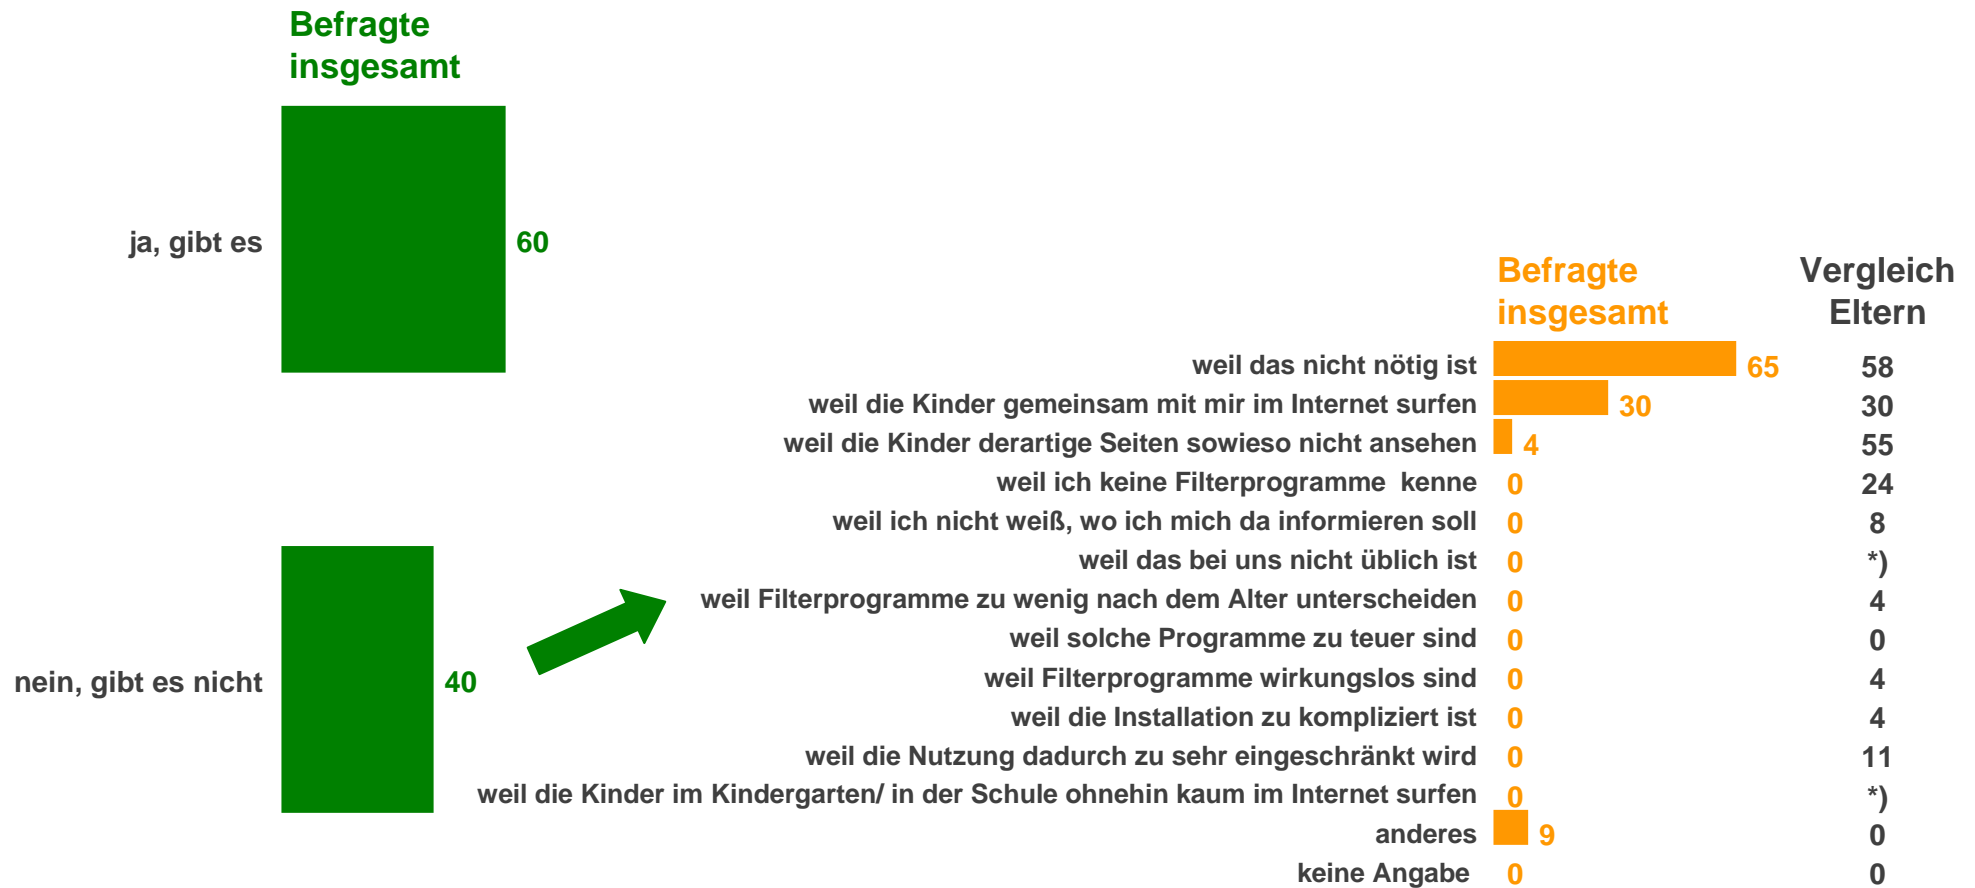 Befragte
insgesamt
ja, gibt es 60
nein, gibt es nicht 40
Befragte
insgesamt
Vergleich
Eltern
weil das nicht nötig ist 65 58
weil die Kinder gemeinsam mit mir im Internet surfen 30 30
weil die Kinder derartige Seiten sowieso nicht ansehen 4 55
weil ich keine Filterprogramme kenne 0 24
weil ich nicht weiß, wo ich mich da informieren soll 0 8
weil das bei uns nicht üblich ist 0 *)
weil Filterprogramme zu wenig nach dem Alter unterscheiden 0 4
weil solche Programme zu teuer sind 0 0
weil Filterprogramme wirkungslos sind 0 4
weil die Installation zu kompliziert ist 0 4
weil die Nutzung dadurch zu sehr eingeschränkt wird 0 11
weil die Kinder im Kindergarten/ in der Schule ohnehin kaum im Internet surfen 0 *)
anderes 9 0
keine Angabe 0 0